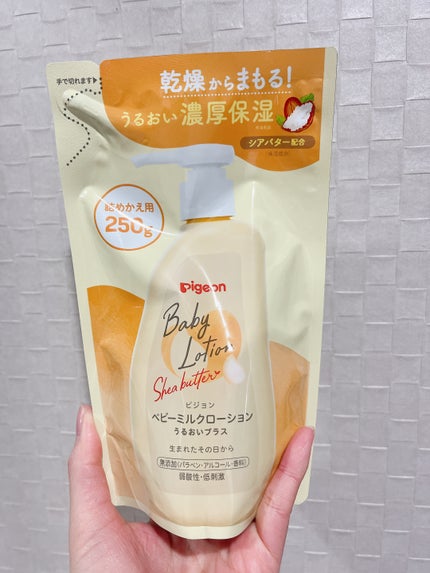 手で切れます▶
乾燥からまもる!
うるおい濃厚保湿
シアバター配合
詰めかえ用
250g
Pigeon
Baby
Lotion
Shea butter
ピジョン
ベビーミルクローション
うるおいプラス
生まれたその日から
無添加(パラベン・アルコール・香料)
弱酸性・低刺激